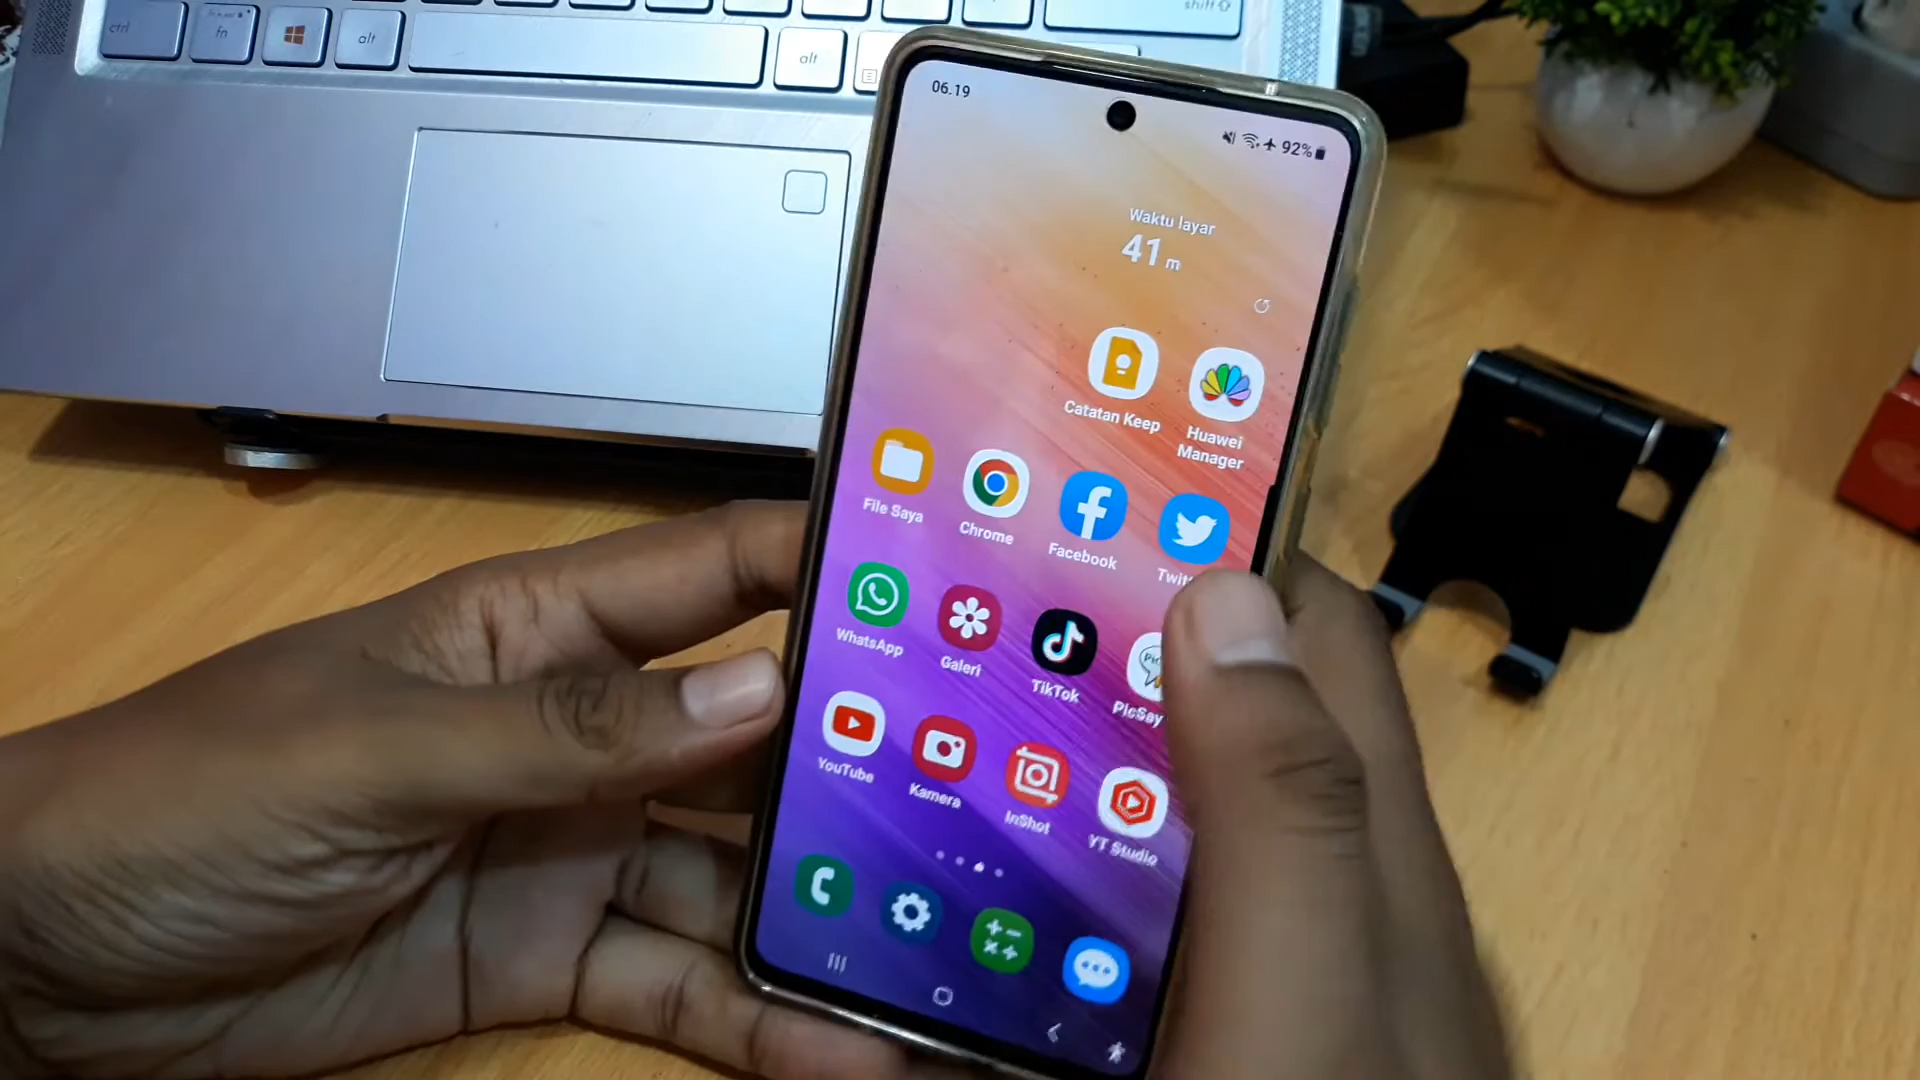 ctrl
fn
alt
alt
shift
06.19
92%
Waktu layar
41 m
Catatan Keep
Huawei
Manager
File Saya
Chrome
Facebook
WhatsApp
Galeri
TikTok
PicSay
YouTube
Kamera
InShot
YT Studio